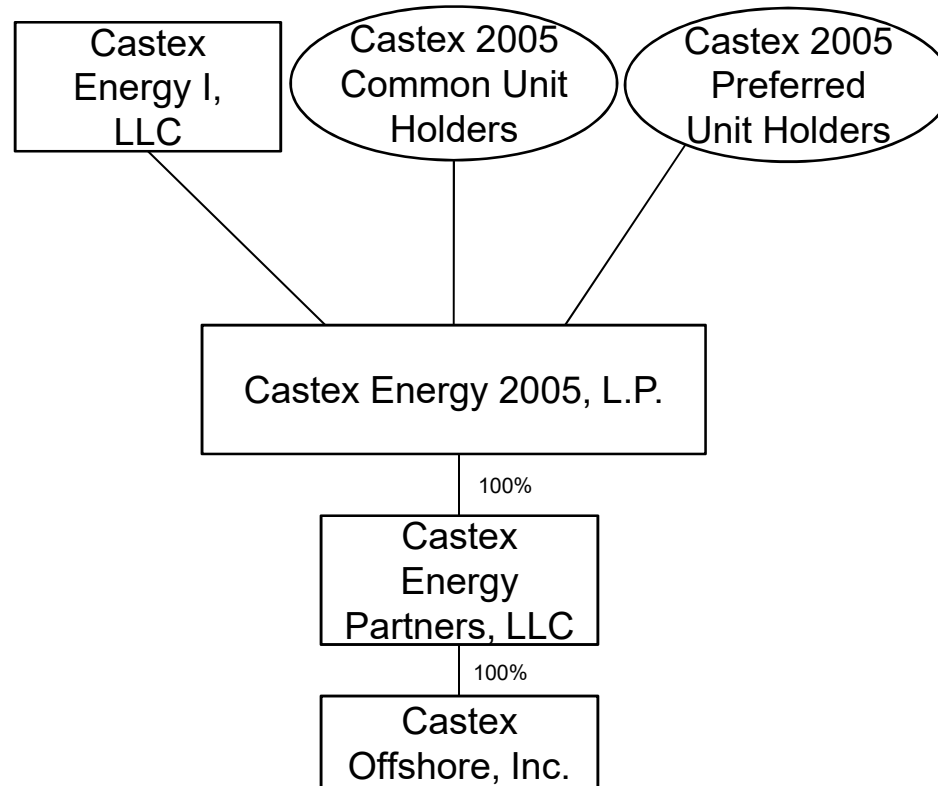 Castex
Energy I,
LLC
Castex 2005
Common Unit
Holders
Castex 2005
Preferred
Unit Holders
Castex Energy 2005, L.P.
100%
Castex
Energy
Partners, LLC
100%
Castex
Offshore, Inc.